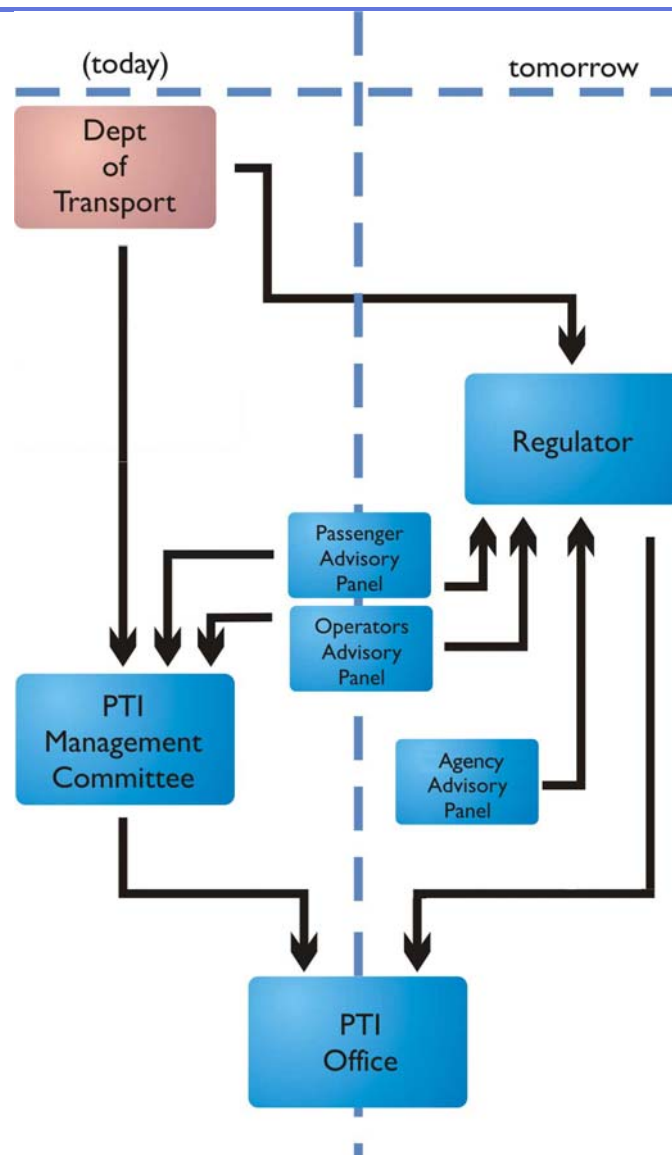 (today)
tomorrow
Dept
of
Transport
Regulator
Passenger
Advisory
Panel
Operators
Advisory
Panel
PTI
Management
Committee
Agency
Advisory
Panel
PTI
Office